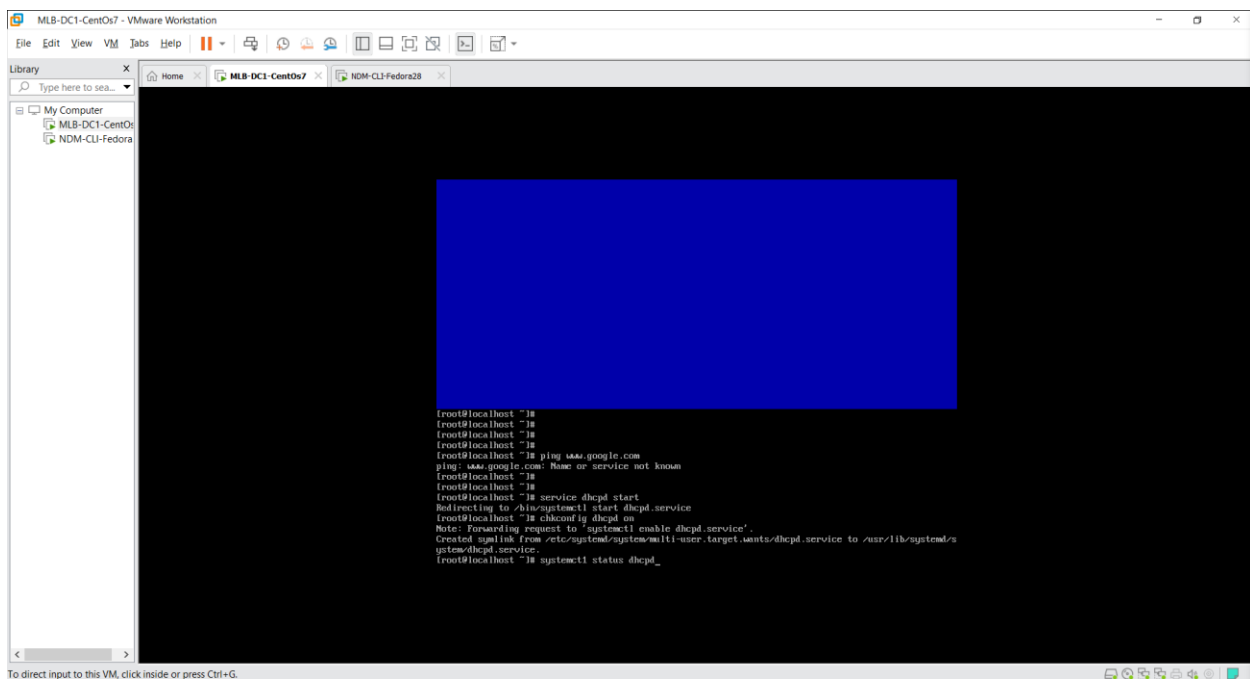 MLB-DC1-CentOs7 - VMware Workstation
File Edit View VM Tabs Help
Library
Type here to sea...
Home
MLB-DC1-CentOs7
NDM-CLI-Fedora28
My Computer
MLB-DC1-CentOs
NDM-CLI-Fedora
[root@localhost ~]#
[root@localhost ~]#
[root@localhost ~]#
[root@localhost ~]#
[root@localhost ~]# ping www.google.com
ping: www.google.com: Name or service not known
[root@localhost ~]#
[root@localhost ~]#
[root@localhost ~]# service dhcpd start
Redirecting to /bin/systemctl start dhcpd.service
[root@localhost ~]# chkconfig dhcpd on
Note: Forwarding request to 'systemctl enable dhcpd.service'.
Created symlink from /etc/systemd/system/multi-user.target.wants/dhcpd.service to /usr/lib/systemd/s
ystem/dhcpd.service.
[root@localhost ~]# systemctl status dhcpd_
To direct input to this VM, click inside or press Ctrl+G.